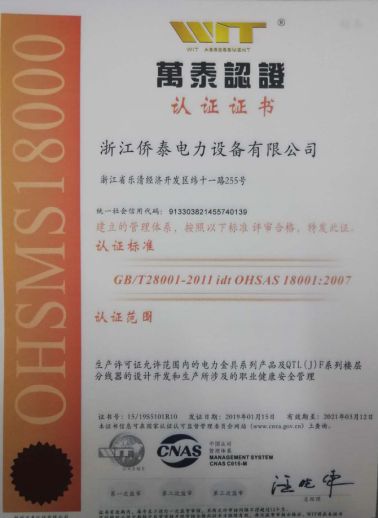 WIT
®
WIT ASSESSMENT
萬泰認證
认证证书
浙江侨泰电力设备有限公司
浙江省乐清经济开发区纬十一路255号
统一社会信用代码：913303821455740139
建立的管理体系，按照以下标准评审合格，特发此证。
认证标准
GB/T28001-2011 idt OHSAS 18001:2007
认证范围
生产许可证允许范围内的电力金具系列产品及QTL(J)F系列楼层
分线器的设计开发和生产所涉及的职业健康安全管理
证书号：15/19S5101R10 发证日期：2019年01月15日 有效期至：2021年03月12日
本证书信息可在国家认证认可监督管理委员会网站（www.cnca.gov.cn）上查询。
WIT
CNAS
中国认可
管理体系
MANAGEMENT SYSTEM
CNAS C015-M
第一次监审
第二次监审
第三次监审
OHSMS18000